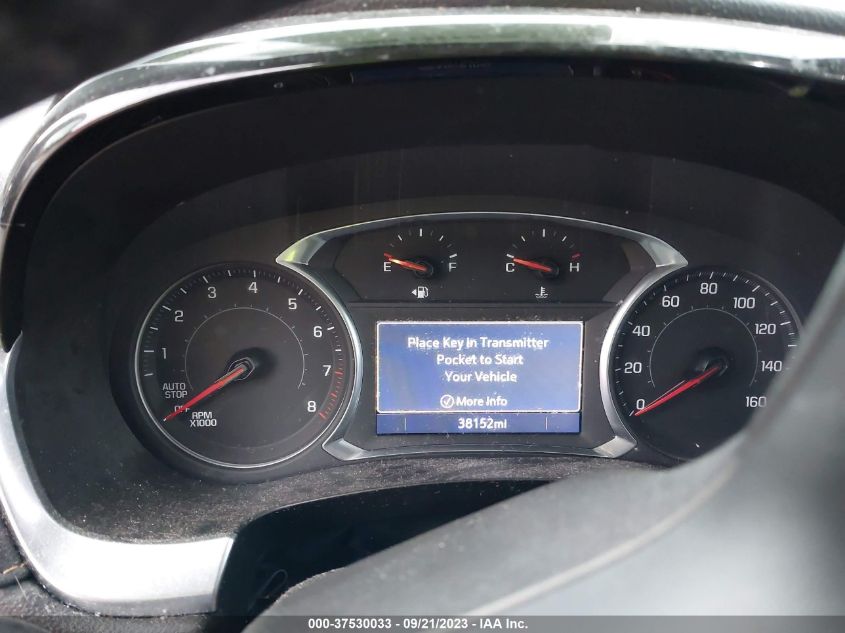 E F
C H
1 2 3 4 5 6 7 8
AUTO
STOP
OFF
RPM
X1000
Place Key In Transmitter
Pocket to Start
Your Vehicle
More Info
38152mi
0 20 40 60 80 100 120 140 160
000-37530033 - 09/21/2023 - IAA Inc.